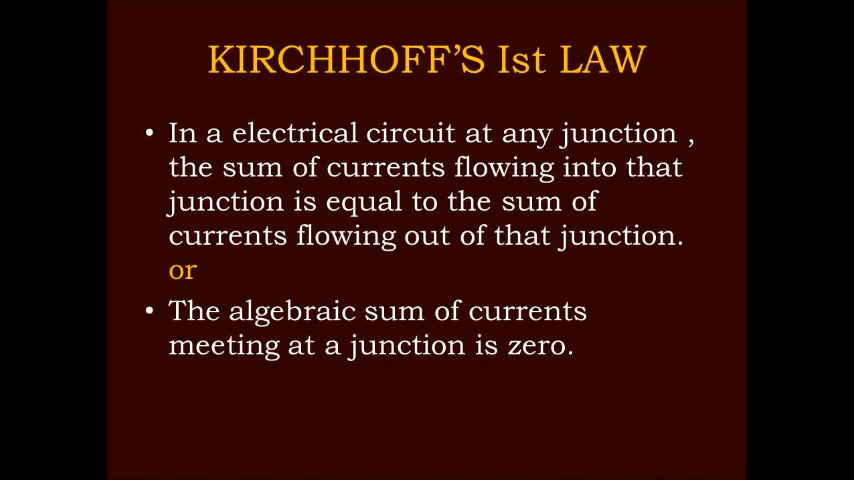 KIRCHHOFF’S Ist LAW
• In a electrical circuit at any junction ,
the sum of currents flowing into that
junction is equal to the sum of
currents flowing out of that junction.
or
• The algebraic sum of currents
meeting at a junction is zero.